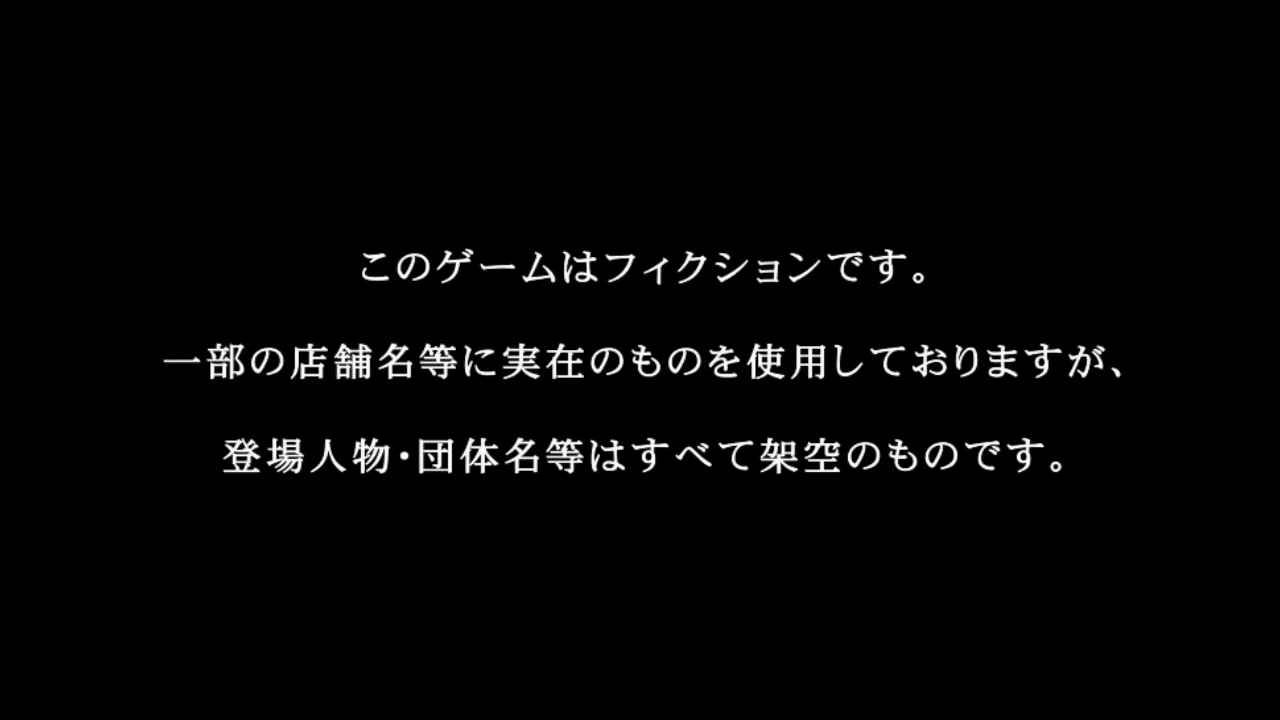 このゲームはフィクションです。
一部の店舗名等に実在のものを使用しておりますが、
登場人物・団体名等はすべて架空のものです。